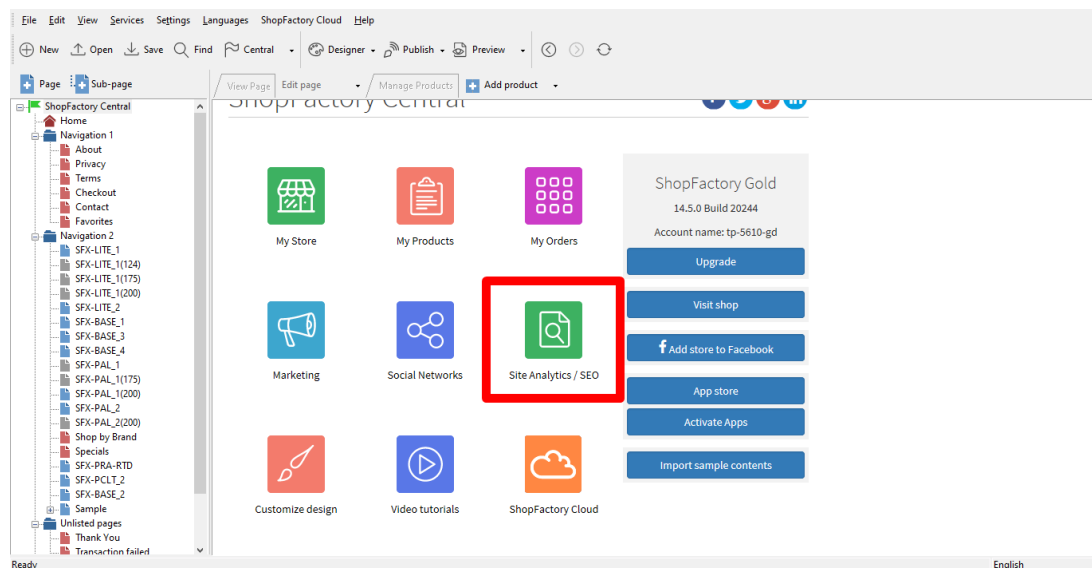 File Edit View Services Settings Languages ShopFactory Cloud Help
New Open Save Find Central Designer Publish Preview
Page Sub-page View Page Edit page Manage Products Add product
ShopFactory Central
ShopFactory Central
Home
Navigation 1
About
Privacy
Terms
Checkout
Contact
Favorites
Navigation 2
SFX-LITE_1
SFX-LITE_1(124)
SFX-LITE_1(175)
SFX-LITE_1(200)
SFX-LITE_2
SFX-BASE_1
SFX-BASE_3
SFX-BASE_4
SFX-PAL_1
SFX-PAL_1(175)
SFX-PAL_1(200)
SFX-PAL_2
SFX-PAL_2(200)
Shop by Brand
Specials
SFX-PRA-RTD
SFX-PCLT_2
SFX-BASE_2
Sample
Unlisted pages
Thank You
Transaction failed
My Store My Products My Orders
Marketing Social Networks Site Analytics / SEO
Customize design Video tutorials ShopFactory Cloud
ShopFactory Gold
14.5.0 Build 20244
Account name: tp-5610-gd
Upgrade
Visit shop
Add store to Facebook
App store
Activate Apps
Import sample contents
Ready English